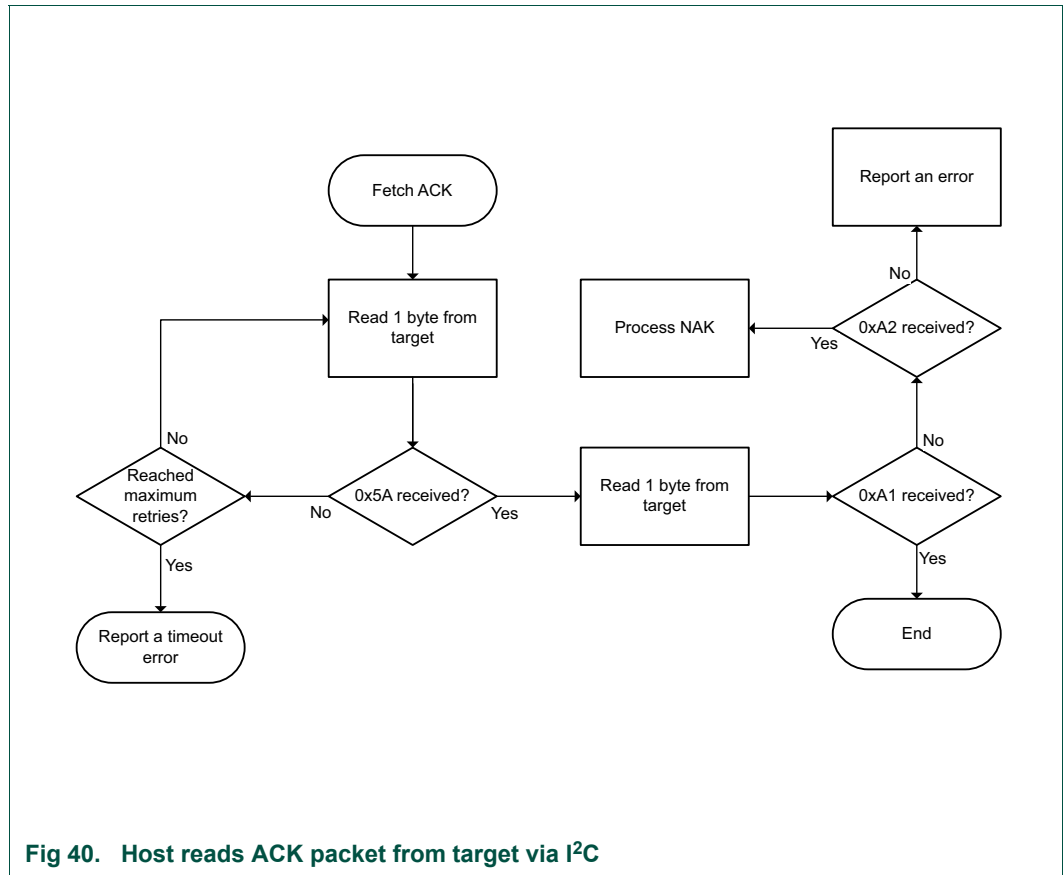 Report an error
Fetch ACK
No
Read 1 byte from
target
Process NAK
0xA2 received?
Yes
No
No
Reached
maximum
retries?
0x5A received?
No
Yes
Read 1 byte from
target
0xA1 received?
Yes
Yes
Report a timeout
error
End
Fig 40. Host reads ACK packet from target via I²C